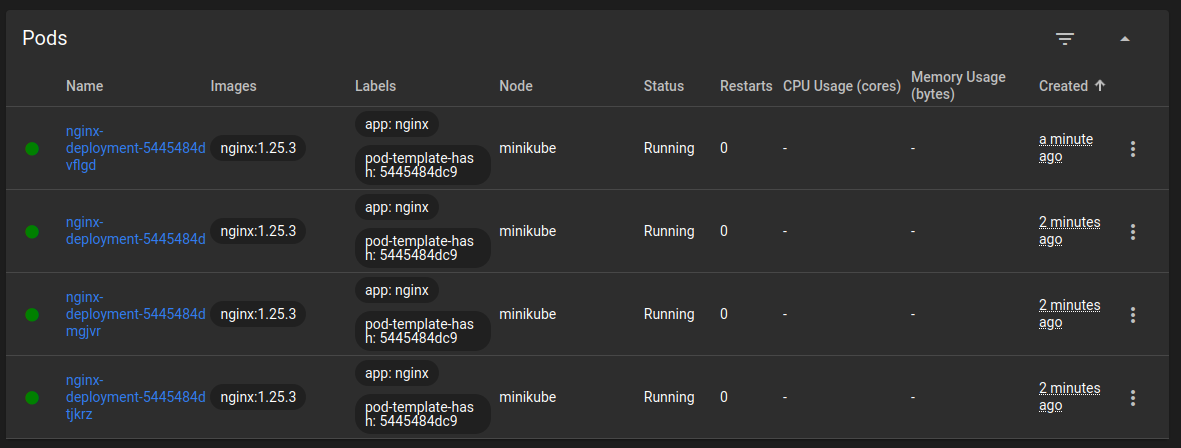 Pods
Name
Images
Labels
Node
Status
Restarts
CPU Usage (cores)
Memory Usage
(bytes)
Created
nginx-
deployment-5445484d
vflgd
nginx:1.25.3
app: nginx
pod-template-has
h: 5445484dc9
minikube
Running
0
-
-
a minute
ago
nginx-
deployment-5445484d
nginx:1.25.3
app: nginx
pod-template-has
h: 5445484dc9
minikube
Running
0
-
-
2 minutes
ago
nginx-
deployment-5445484d
mgjvr
nginx:1.25.3
app: nginx
pod-template-has
h: 5445484dc9
minikube
Running
0
-
-
2 minutes
ago
nginx-
deployment-5445484d
tjkrz
nginx:1.25.3
app: nginx
pod-template-has
h: 5445484dc9
minikube
Running
0
-
-
2 minutes
ago